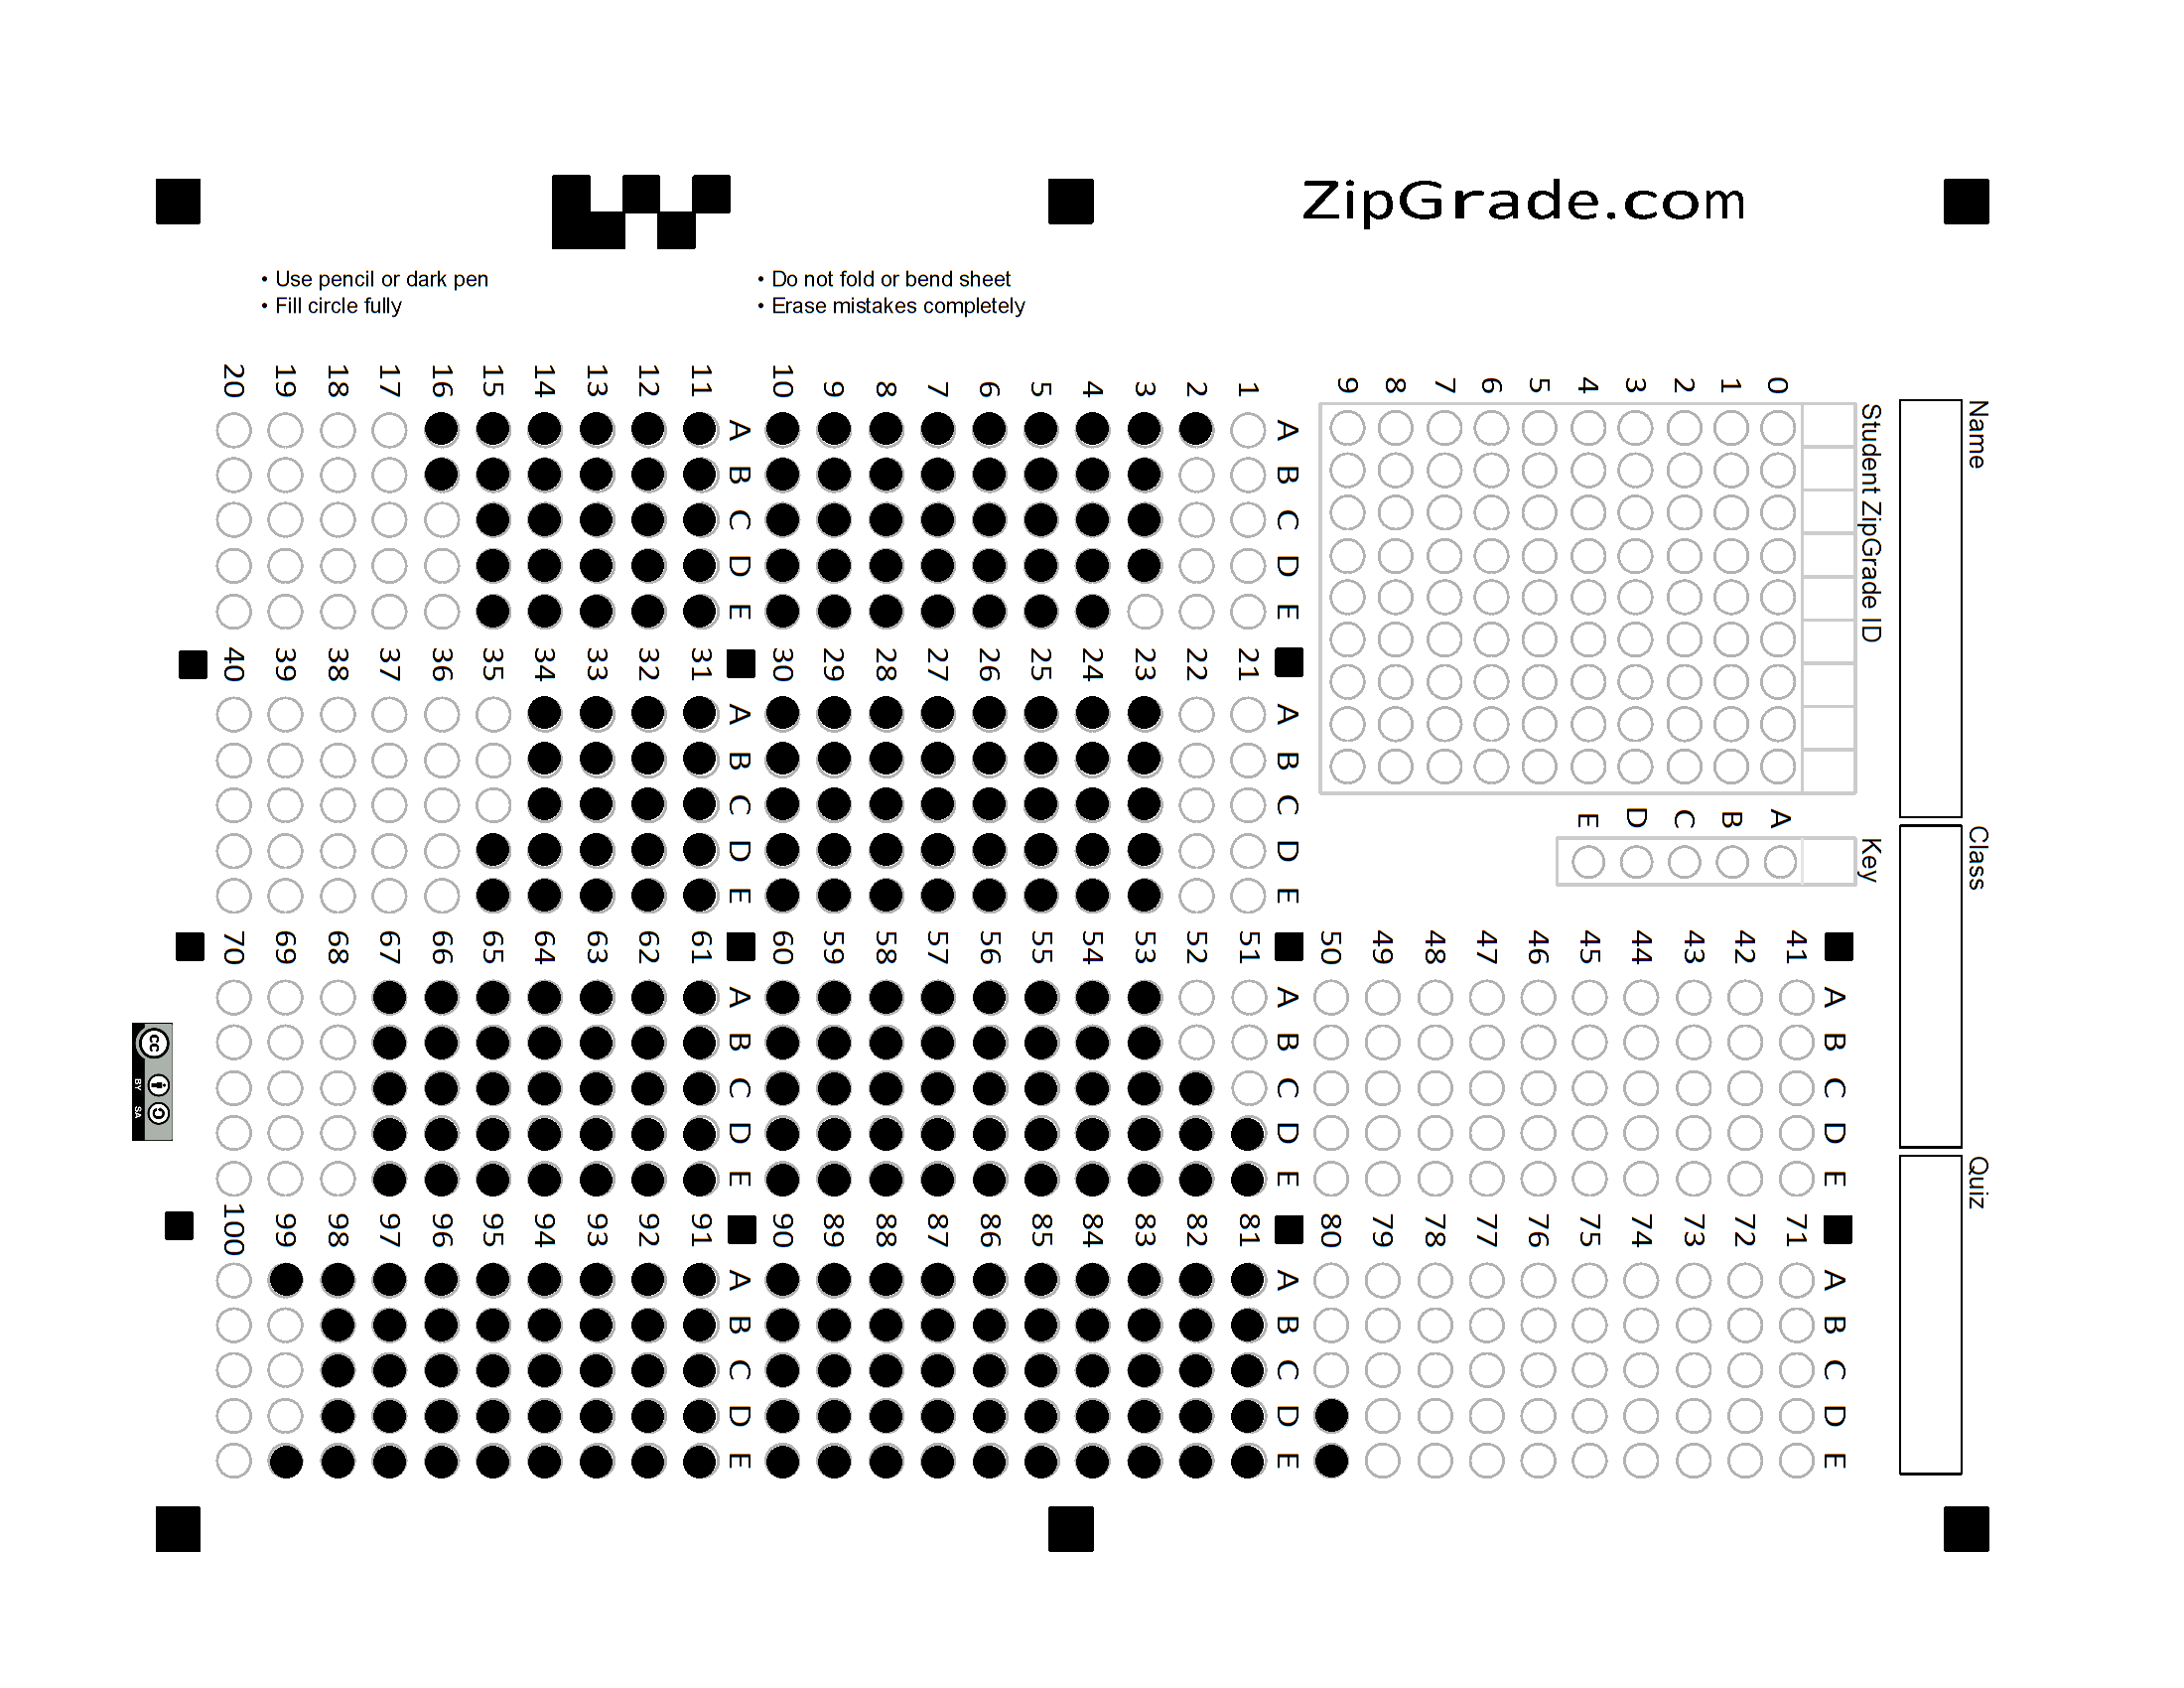 ZipGrade.com
• Use pencil or dark pen
• Fill circle fully
• Do not fold or bend sheet
• Erase mistakes completely
Name
Class
Quiz
Student ZipGrade ID
0 1 2 3 4 5 6 7 8 9
Key
A B C D E
A B C D E
1 2 3 4 5 6 7 8 9 10
A B C D E
11 12 13 14 15 16 17 18 19 20
A B C D E
21 22 23 24 25 26 27 28 29 30
A B C D E
31 32 33 34 35 36 37 38 39 40
A B C D E
41 42 43 44 45 46 47 48 49 50
A B C D E
51 52 53 54 55 56 57 58 59 60
A B C D E
61 62 63 64 65 66 67 68 69 70
A B C D E
71 72 73 74 75 76 77 78 79 80
A B C D E
81 82 83 84 85 86 87 88 89 90
A B C D E
91 92 93 94 95 96 97 98 99 100
cc BY SA